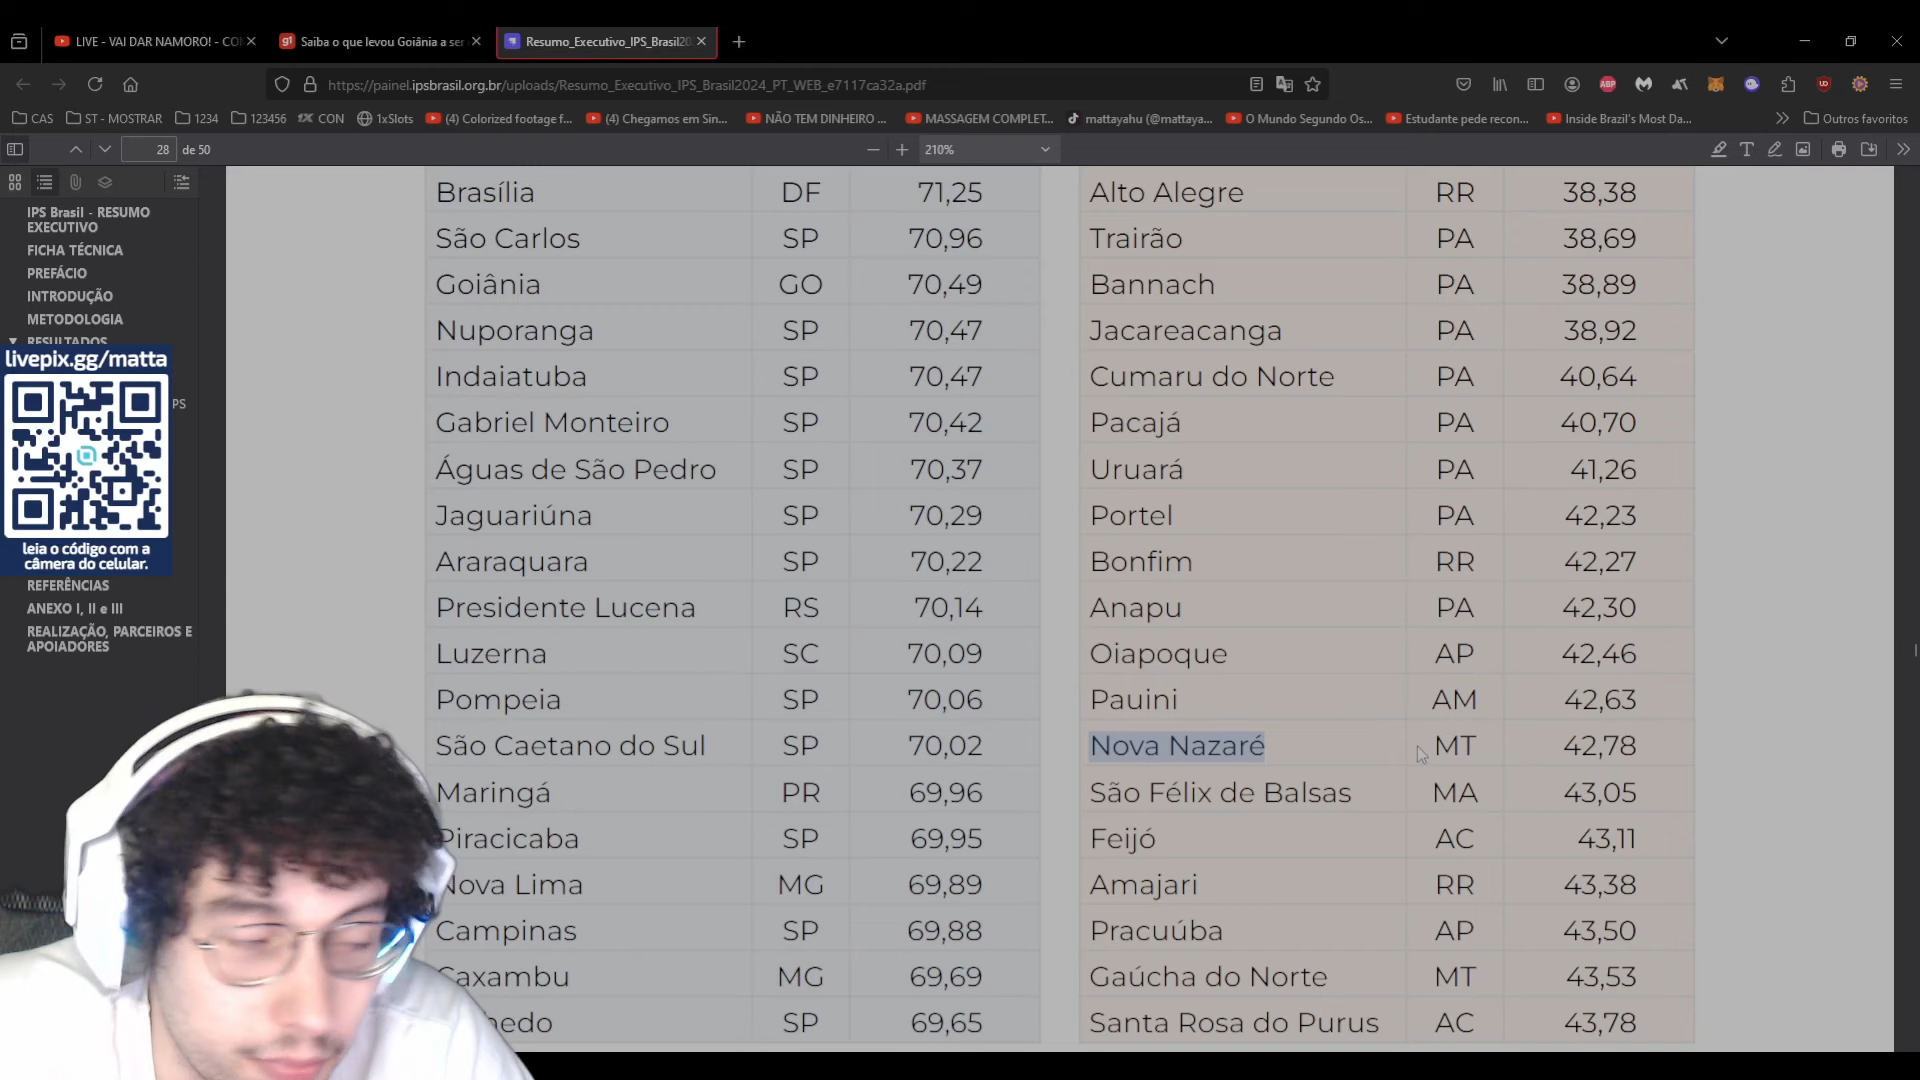 LIVE - VAI DAR NAMORO! - CO
Saiba o que levou Goiânia a ser
Resumo_Executivo_IPS_Brasil20
https://painel.ipsbrasil.org.br/uploads/Resumo_Executivo_IPS_Brasil2024_PT_WEB_e7117ca32a.pdf
CAS
ST - MOSTRAR
1234
123456
CON
1xSlots
(4) Colorized footage f...
(4) Chegamos em Sin...
NÃO TEM DINHEIRO ...
MASSAGEM COMPLET...
mattayahu (@mattaya...
O Mundo Segundo Os...
Estudante pede recon...
Inside Brazil's Most Da...
Outros favoritos
28 de 50
210%
IPS Brasil - RESUMO
EXECUTIVO
FICHA TÉCNICA
PREFÁCIO
INTRODUÇÃO
METODOLOGIA
RESULTADOS
PS
livepix.gg/matta
leia o código com a
câmera do celular.
REFERÊNCIAS
ANEXO I, II e III
REALIZAÇÃO, PARCEIROS E
APOIADORES
Brasília DF 71,25 Alto Alegre RR 38,38
São Carlos SP 70,96 Trairão PA 38,69
Goiânia GO 70,49 Bannach PA 38,89
Nuporanga SP 70,47 Jacareacanga PA 38,92
Indaiatuba SP 70,47 Cumaru do Norte PA 40,64
Gabriel Monteiro SP 70,42 Pacajá PA 40,70
Águas de São Pedro SP 70,37 Uruará PA 41,26
Jaguariúna SP 70,29 Portel PA 42,23
Araraquara SP 70,22 Bonfim RR 42,27
Presidente Lucena RS 70,14 Anapu PA 42,30
Luzerna SC 70,09 Oiapoque AP 42,46
Pompeia SP 70,06 Pauini AM 42,63
São Caetano do Sul SP 70,02 Nova Nazaré MT 42,78
Maringá PR 69,96 São Félix de Balsas MA 43,05
Piracicaba SP 69,95 Feijó AC 43,11
Nova Lima MG 69,89 Amajari RR 43,38
Campinas SP 69,88 Pracuúba AP 43,50
Caxambu MG 69,69 Gaúcha do Norte MT 43,53
nedo SP 69,65 Santa Rosa do Purus AC 43,78